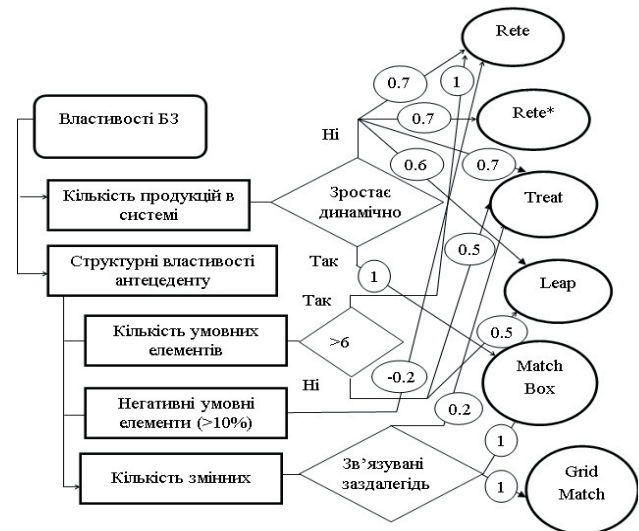 Rete
0.7
1
Властивості БЗ
0.7
Rete*
Ні
0.6
0.7
Кількість продукцій в
системі
Зростає
динамічно
Treat
Структурні властивості
антецеденту
Так
1
0.5
Так
Leap
Кількість умовних
елементів
>6
0.5
Match
Box
Ні
-0.2
Негативні умовні
елементи (>10%)
0.2
1
Кількість змінних
Зв’язувані
заздалегідь
1
Grid
Match